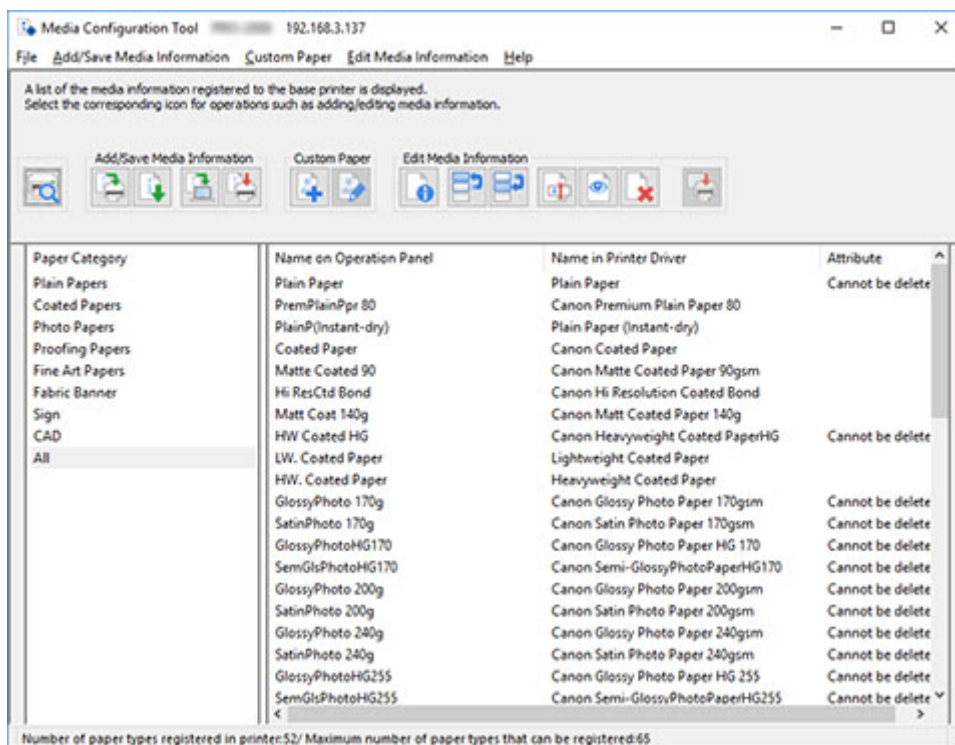 Media Configuration Tool 192.168.3.137
File Add/Save Media Information Custom Paper Edit Media Information Help
A list of the media information registered to the base printer is displayed.
Select the corresponding icon for operations such as adding/editing media information.
Add/Save Media Information Custom Paper Edit Media Information
Paper Category
Plain Papers
Coated Papers
Photo Papers
Proofing Papers
Fine Art Papers
Fabric Banner
Sign
CAD
All
Name on Operation Panel Name in Printer Driver Attribute
Plain Paper Plain Paper Cannot be delete
PremPlainPpr 80 Canon Premium Plain Paper 80
PlainP(Instant-dry) Plain Paper (Instant-dry)
Coated Paper Canon Coated Paper
Matte Coated 90 Canon Matte Coated Paper 90gsm
Hi ResCtd Bond Canon Hi Resolution Coated Bond
Matt Coat 140g Canon Matt Coated Paper 140g
HW Coated HG Canon Heavyweight Coated PaperHG Cannot be delete
LW. Coated Paper Lightweight Coated Paper
HW. Coated Paper Heavyweight Coated Paper
GlossyPhoto 170g Canon Glossy Photo Paper 170gsm Cannot be delete
SatinPhoto 170g Canon Satin Photo Paper 170gsm Cannot be delete
GlossyPhotoHG170 Canon Glossy Photo Paper HG 170 Cannot be delete
SemGlsPhotoHG170 Canon Semi-GlossyPhotoPaperHG170 Cannot be delete
GlossyPhoto 200g Canon Glossy Photo Paper 200gsm Cannot be delete
SatinPhoto 200g Canon Satin Photo Paper 200gsm Cannot be delete
GlossyPhoto 240g Canon Glossy Photo Paper 240gsm Cannot be delete
SatinPhoto 240g Canon Satin Photo Paper 240gsm Cannot be delete
GlossyPhotoHG255 Canon Glossy Photo Paper HG 255 Cannot be delete
SemGlsPhotoHG255 Canon Semi-GlossyPhotoPaperHG255 Cannot be delete
Number of paper types registered in printer:52/ Maximum number of paper types that can be registered:65